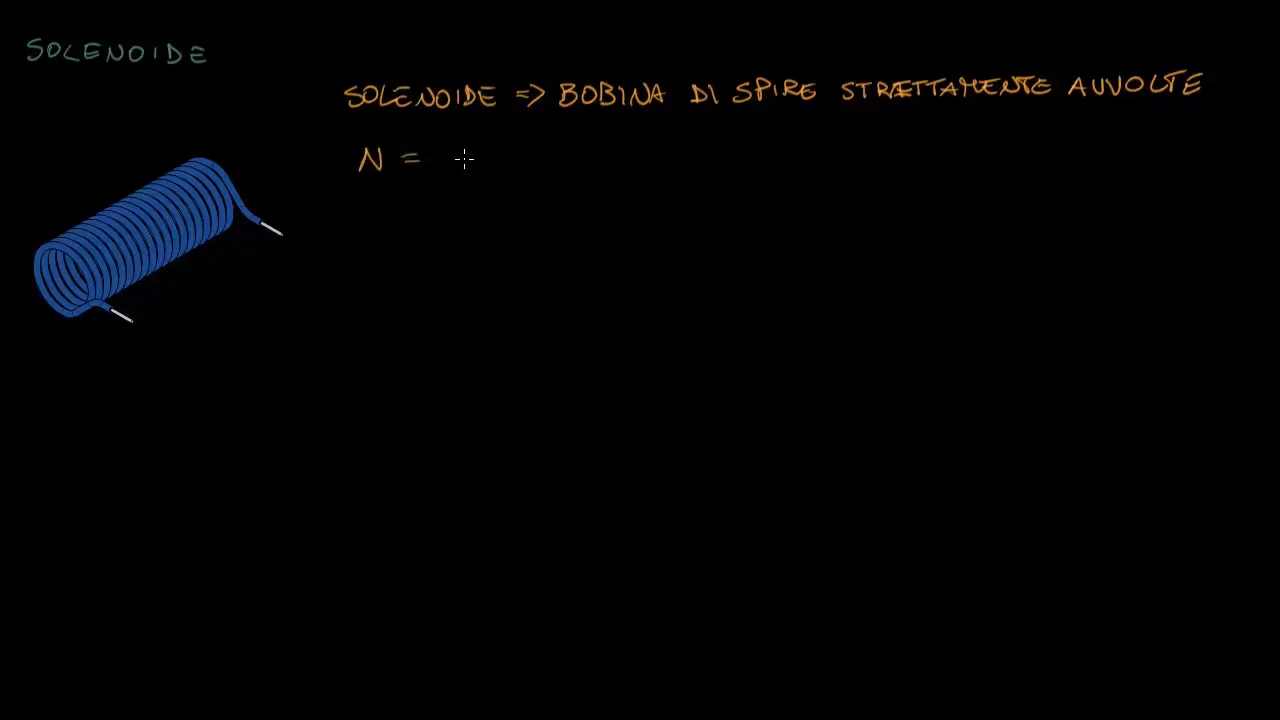 SOLENOIDE
SOLENOIDE => BOBINA DI SPIRE STRETTAMENTE AVVOLTE
N =